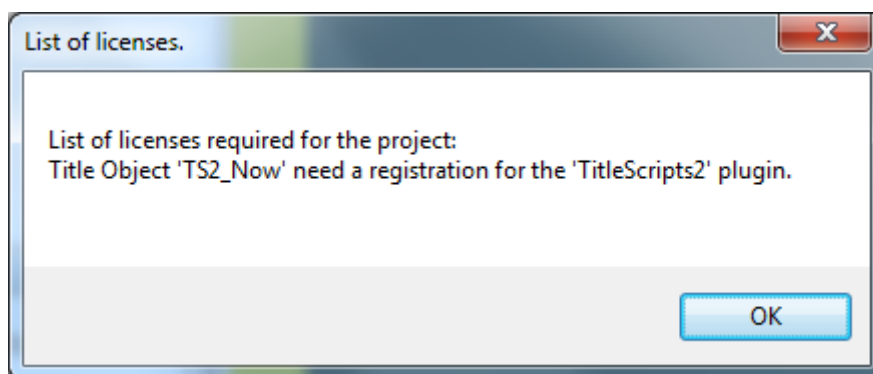 List of licenses.
List of licenses required for the project:
Title Object 'TS2_Now' need a registration for the 'TitleScripts2' plugin.
OK